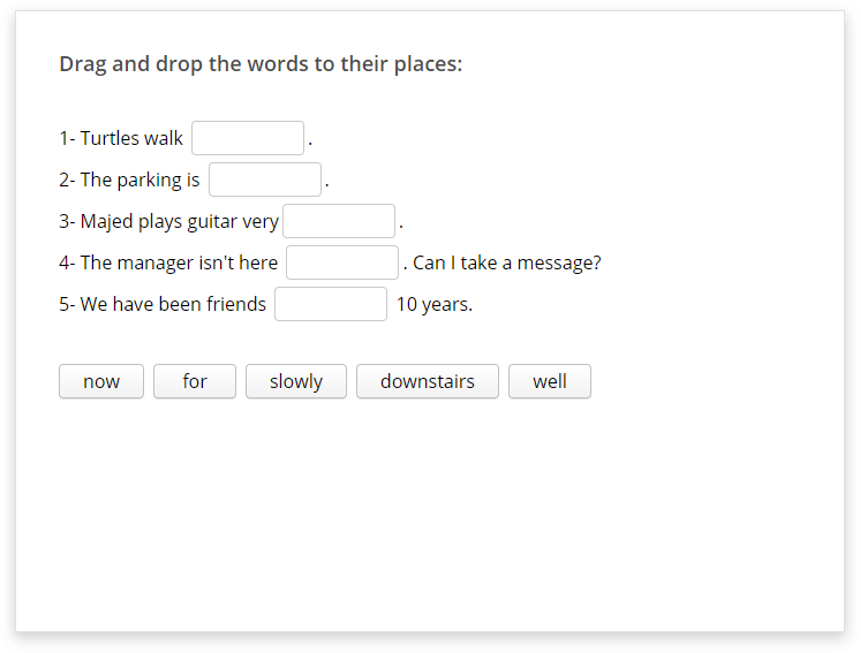 Drag and drop the words to their places:
1- Turtles walk .
2- The parking is .
3- Majed plays guitar very .
4- The manager isn't here . Can I take a message?
5- We have been friends 10 years.
now for slowly downstairs well